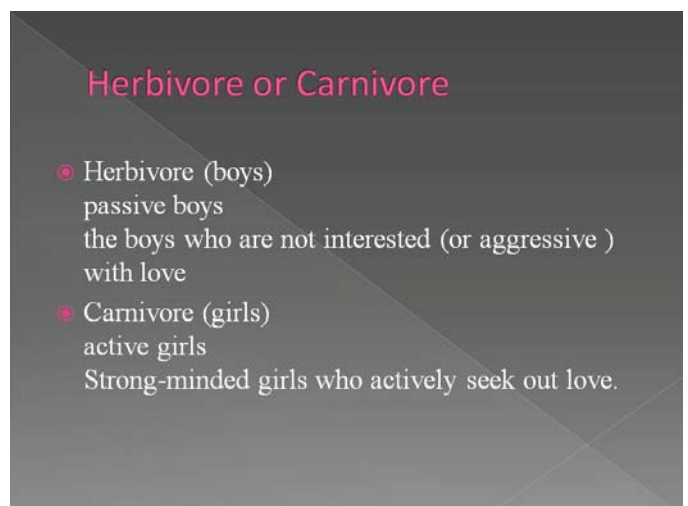 Herbivore or Carnivore
Herbivore (boys)
passive boys
the boys who are not interested (or aggressive )
with love
Carnivore (girls)
active girls
Strong-minded girls who actively seek out love.